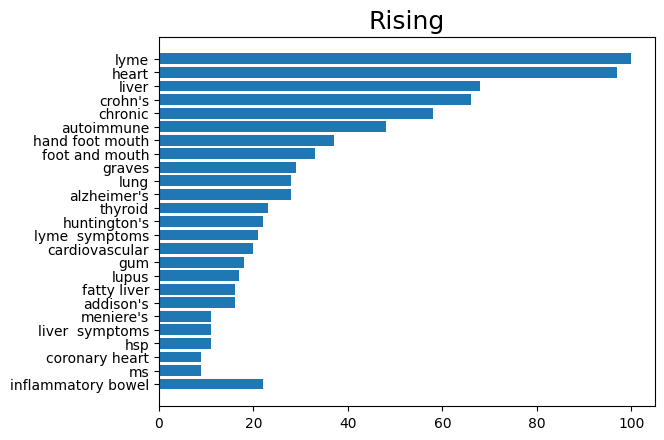 Rising
lyme
heart
liver
crohn's
chronic
autoimmune
hand foot mouth
foot and mouth
graves
lung
alzheimer's
thyroid
huntington's
lyme  symptoms
cardiovascular
gum
lupus
fatty liver
addison's
meniere's
liver  symptoms
hsp
coronary heart
ms
inflammatory bowel
0 20 40 60 80 100